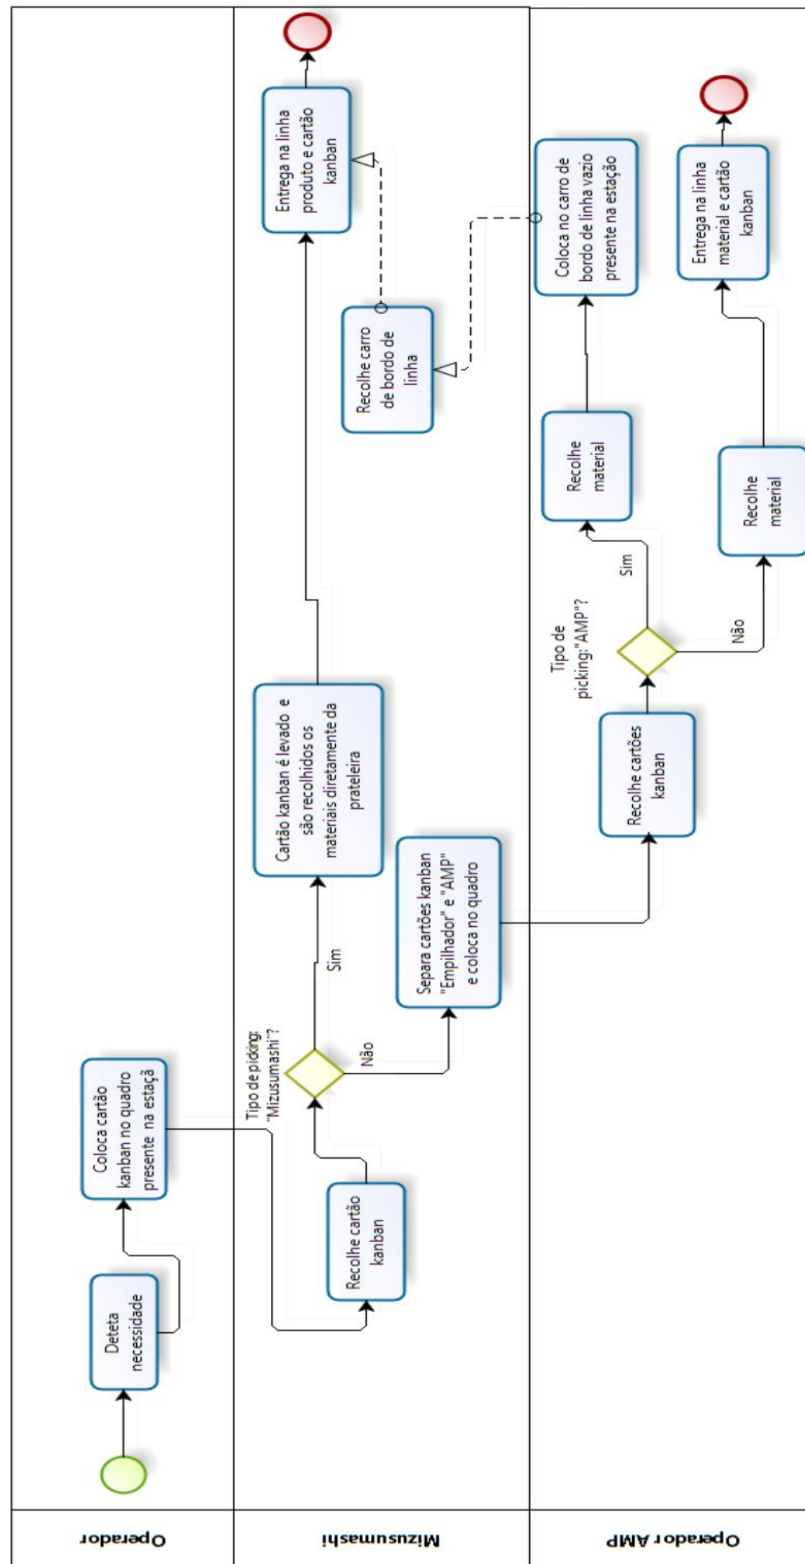 Operador
Deteta
necessidade
Coloca cartão
kanban no quadro
presente na estaçã
Mizusumashi
Recolhe cartão
kanban
Tipo de picking:
"Mizusumashi"?
Sim
Não
Cartão kanban é levado e
são recolhidos os
materiais diretamente da
prateleira
Separa cartões kanban
"Empilhador" e "AMP"
e coloca no quadro
Recolhe carro
de bordo de
linha
Entrega na linha
produto e cartão
kanban
Operador AMP
Recolhe cartões
kanban
Tipo de
picking:"AMP"?
Sim
Não
Recolhe
material
Coloca no carro de
bordo de linha vazio
presente na estação
Recolhe
material
Entrega na linha
material e cartão
kanban